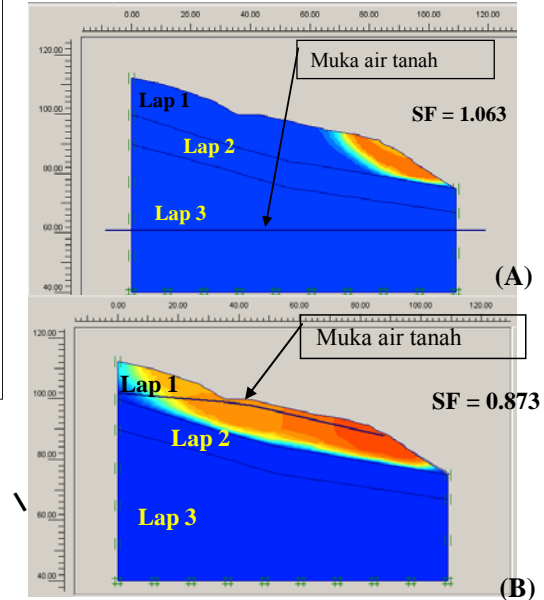 0.00 20.00 40.00 60.00 80.00 100.00 120.00
120.00
Muka air tanah
Lap 1
100.00
SF = 1.063
Lap 2
80.00
Lap 3
60.00
(A)
40.00
0.00 20.00 40.00 60.00 80.00 100.00 120.00
120.00
Muka air tanah
Lap 1
100.00
SF = 0.873
Lap 2
80.00
Lap 3
60.00
40.00
(B)